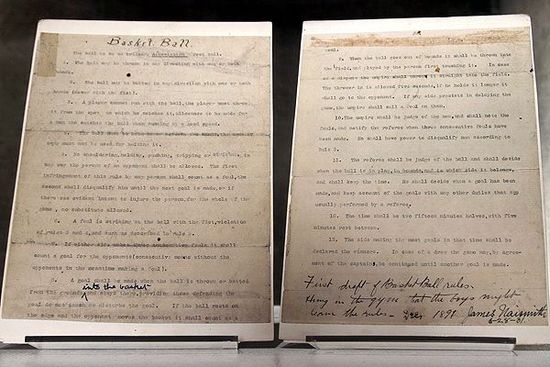 Basket Ball
The ball to be an ordinary Association foot ball.
1. The ball may be thrown in any direction with one or both
hands.
2. The ball may be batted in any direction with one or both
hands (never with the fist).
3. A player cannot run with the ball, the player must throw
it from the spot on which he catches it, allowance to be made for
a man who catches the ball when running at a good speed.
4. The ball must be held the
must not be used for holding it.
5. No shouldering, holding, pushing, tripping or striking, in
any way the person of an opponent shall be allowed. The first
infringement of this rule by any person shall count as a foul, the
second shall disqualify him until the next goal is made, or if
there was evident intent to injure the person, for the whole of the
game, no substitute allowed.
6. A foul is striking at the ball with the fist, violation
of rules 3 and 4, and such as described in rule 5.
7. If either side makes three consecutive fouls, it shall
count a goal for the opponents (consecutive means without the
opponents in the meantime making a foul).
8. A goal shall be made when the ball is thrown or batted
into the basket
from the grounds and stays there, providing those defending the
goal do not touch or disturb the goal. If the ball rests on the
edge and the opponent moves the basket it shall count as a
goal.
9. When the ball goes out of bounds it shall be thrown into
the field, and played by the person first touching it. In case
of a dispute the umpire shall throw it straight into the field.
The thrower in is allowed five seconds, if he holds it longer it
shall go to the opponent. If any side persists in delaying the
game, the umpire shall call a foul on them.
10. The umpire shall be judge of the men, and shall note the
fouls, and notify the referee when three consecutive fouls have
been made. He shall have power to disqualify men according to
Rule 5.
11. The referee shall be judge of the ball and shall decide
when the ball is in play, in bounds, and to which side it belongs,
and shall keep the time. He shall decide when a goal has been
made, and keep account of the goals with any other duties that are
usually performed by a referee.
12. The time shall be two fifteen minutes halves, with five
minutes rest between.
13. The side making the most goals in that time shall be
declared the winners. In case of a draw the game may, by agree-
ment of the captains, be continued until another goal is made.
First draft of Basket Ball rules.
Hung in the gym that the boys might
learn the rules - Dec 1891 James Naismith
6-28-31.